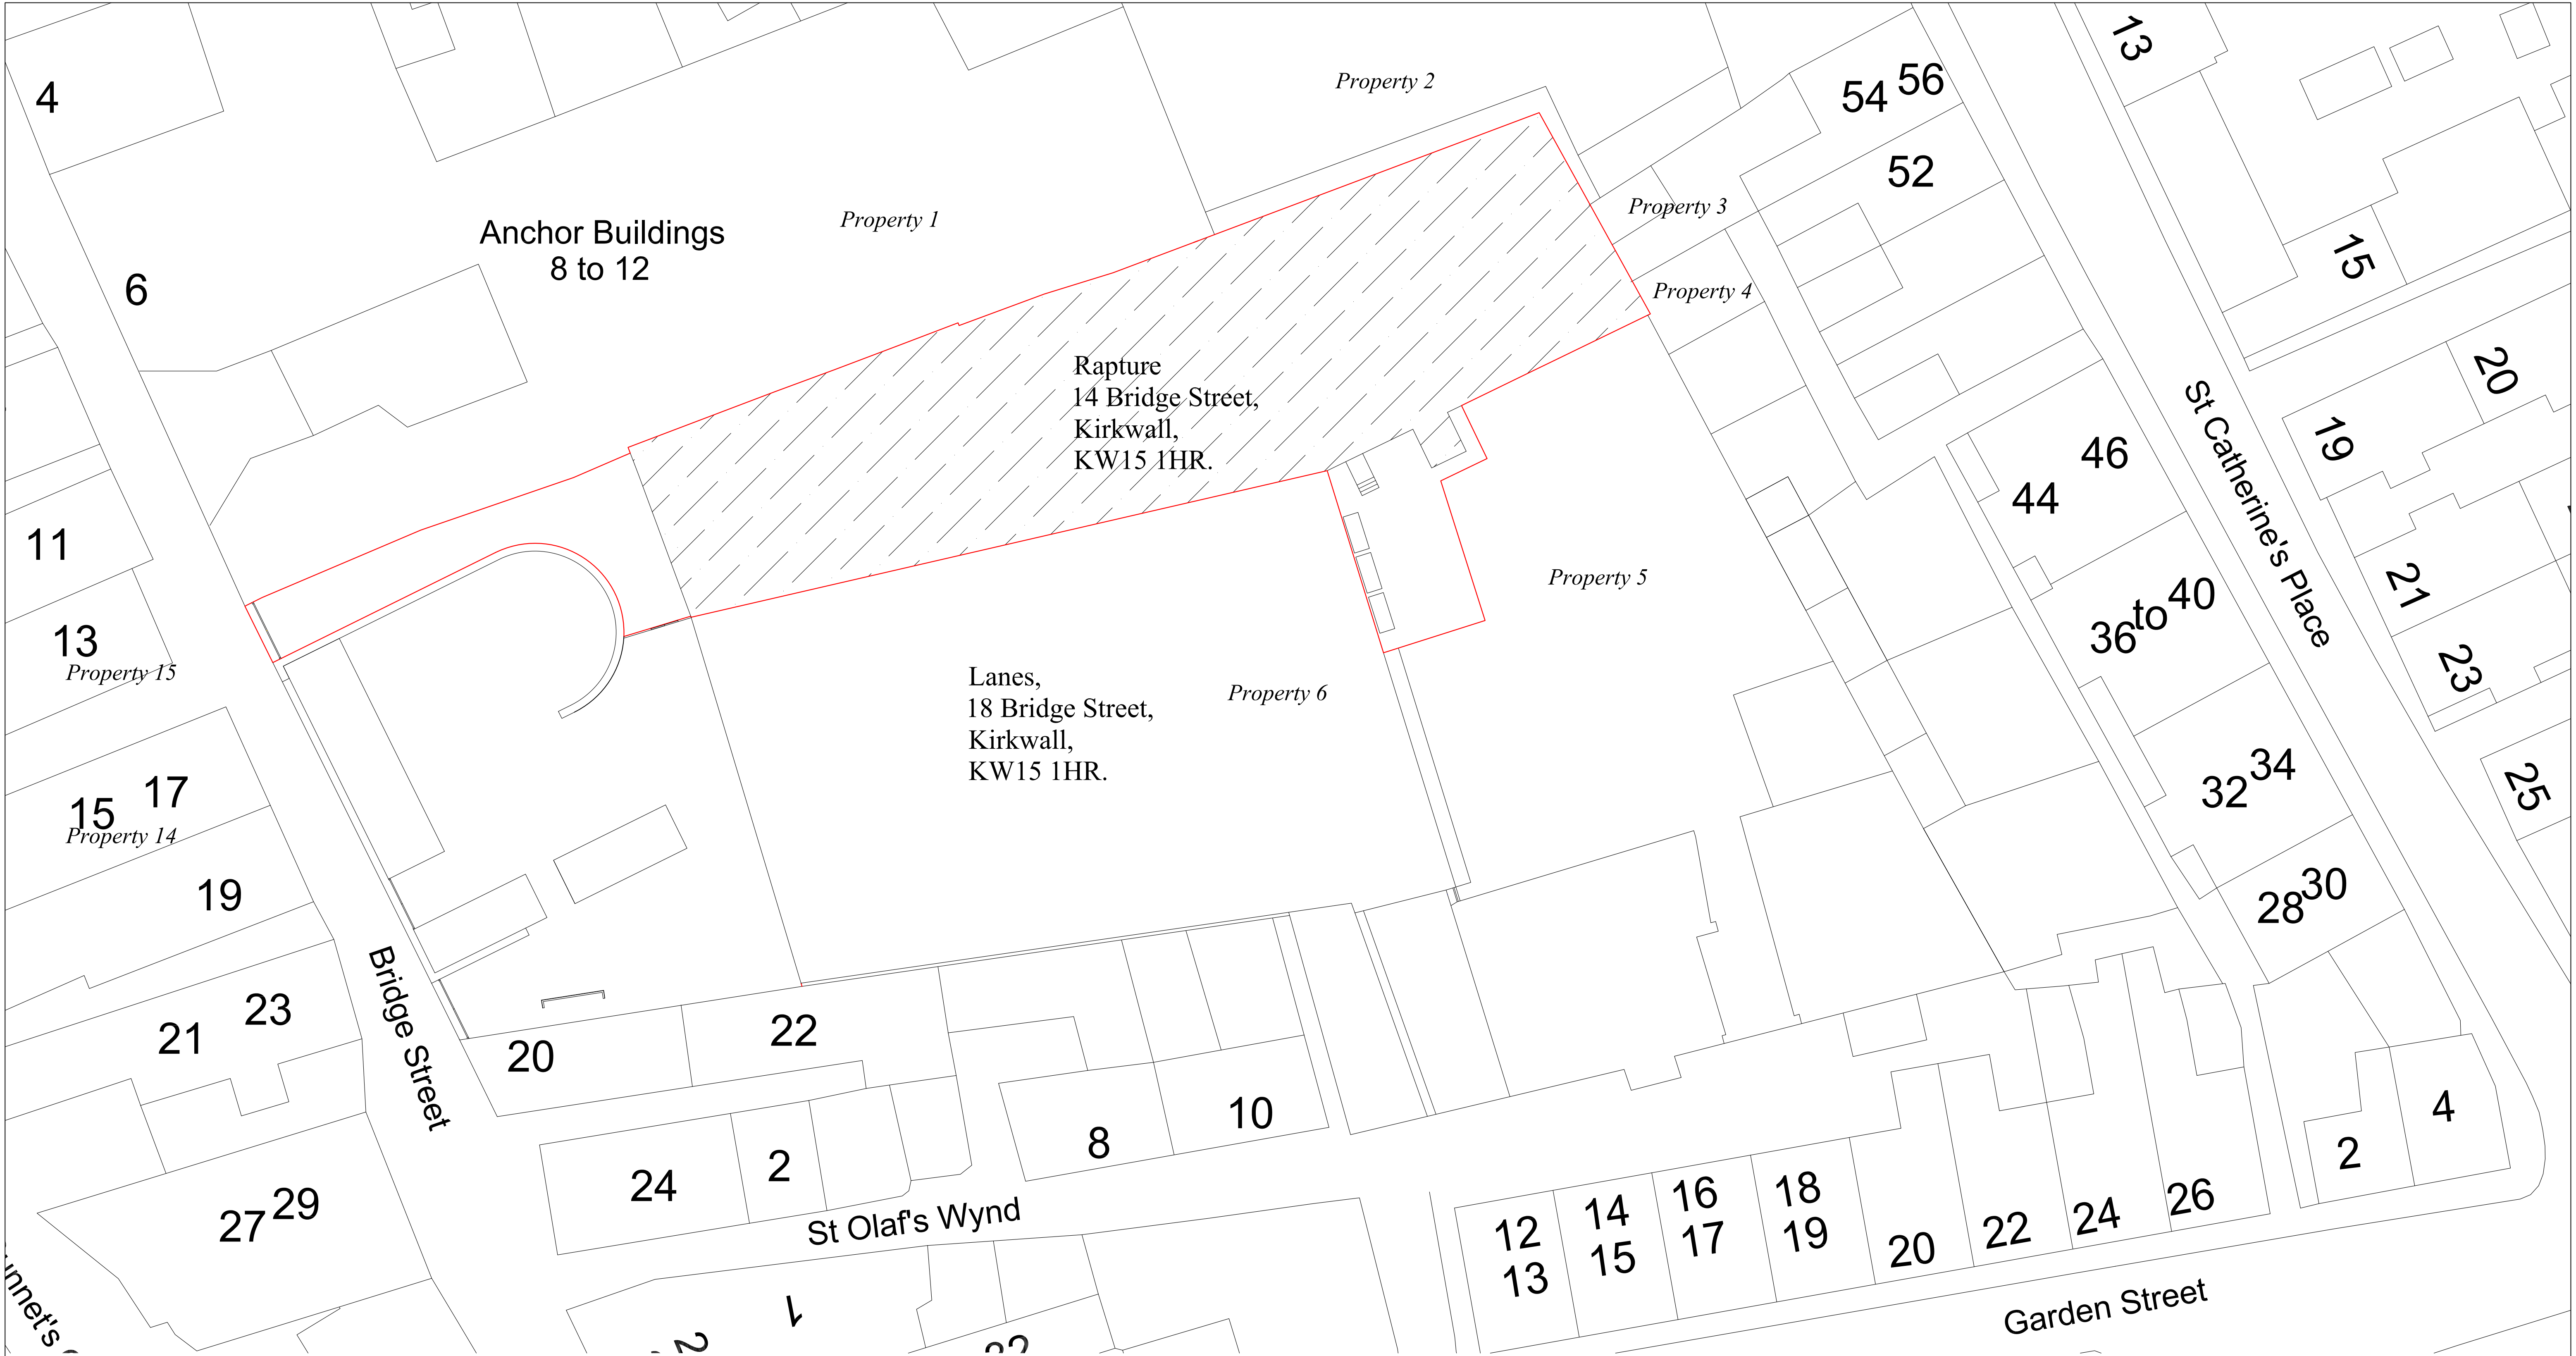 4
6
Anchor Buildings
8 to 12
Property 1
Property 2
54 56
52
Property 3
Property 4
13
15
20
19
21
23
25
St Catherine's Place
Rapture
14 Bridge Street,
Kirkwall,
KW15 1HR.
46
44
36 to 40
32 34
28 30
Property 5
Property 6
Lanes,
18 Bridge Street,
Kirkwall,
KW15 1HR.
11
13
Property 15
15 17
Property 14
19
21 23
27 29
Bridge Street
20
22
24
2
8
10
St Olaf's Wynd
1
12
13
14
15
16
17
18
19
20
22
24
26
2
4
Garden Street